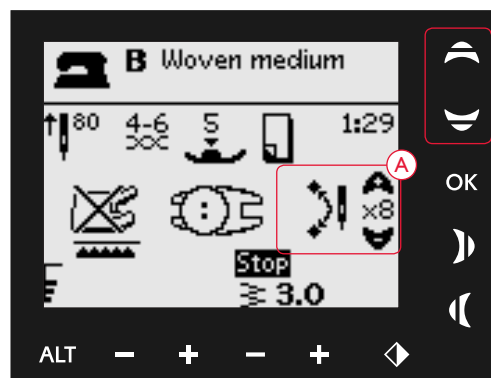 B Woven medium
80 4-6 5 1:29
A
×8
OK
Stop
3.0
ALT − + − +